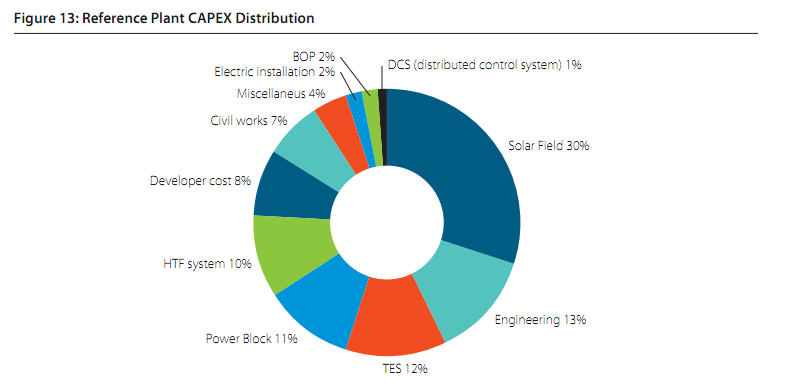 Figure 13: Reference Plant CAPEX Distribution
BOP 2%
DCS (distributed control system) 1%
Electric installation 2%
Miscellaneus 4%
Civil works 7%
Solar Field 30%
Developer cost 8%
HTF system 10%
Engineering 13%
Power Block 11%
TES 12%